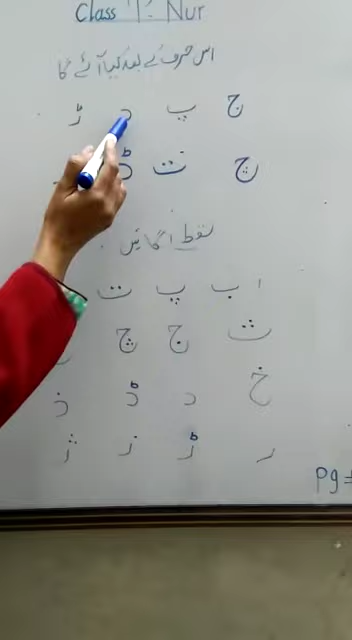 Class "1": Nur
اس حرف کے بعد کیا آئے گا
ج پ د ڑ
چ ت ڈ
نقطے لگائیں
ا ب پ ت
ث ج چ
خ د ڈ ذ
ر ڑ ز ژ
Pg#